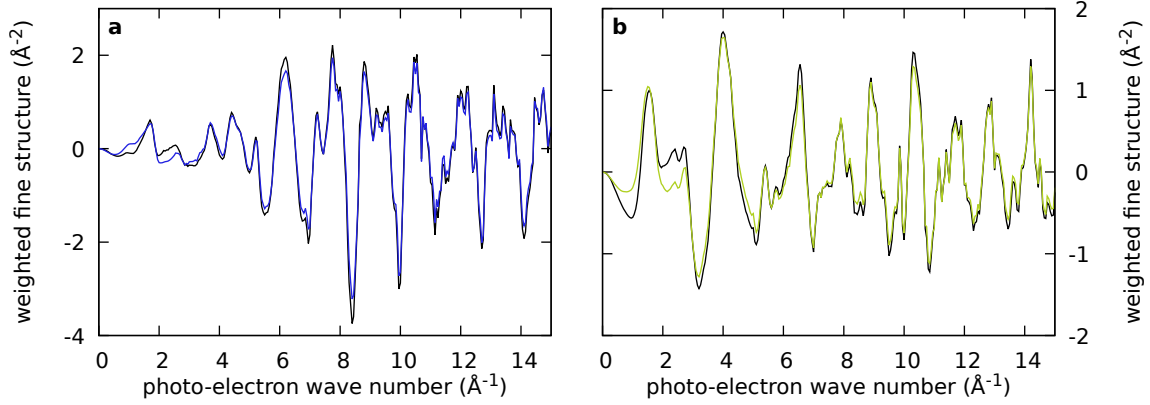 a
b
2
0
-2
-4
2
1
0
-1
-2
0 2 4 6 8 10 12 14
0 2 4 6 8 10 12 14
weighted fine structure (Å-2)
weighted fine structure (Å-2)
photo-electron wave number (Å-1)
photo-electron wave number (Å-1)